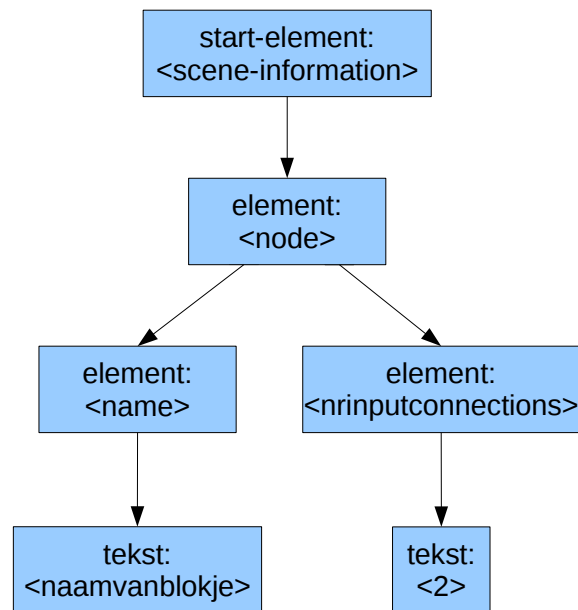 start-element:
<scene-information>
element:
<node>
element:
<name>
element:
<nrinputconnections>
tekst:
<naamvanblokje>
tekst:
<2>